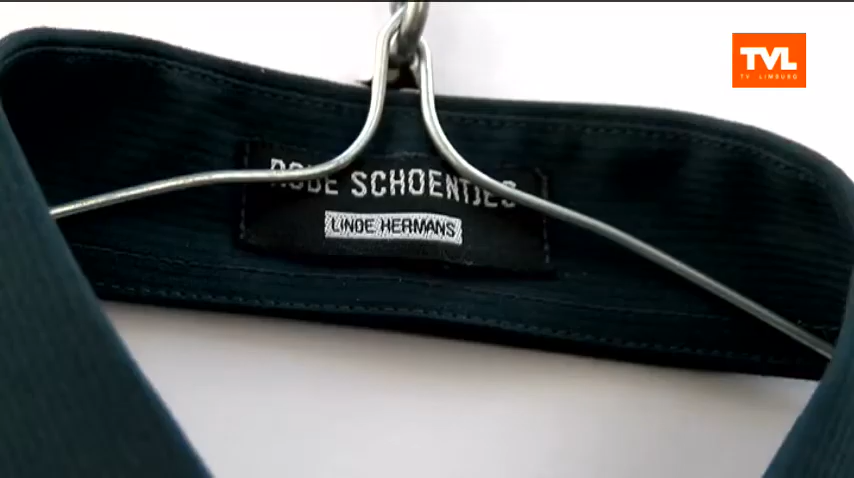 TVL
TV LIMBURG
RODE SCHOENTJES
LINDE HERMANS